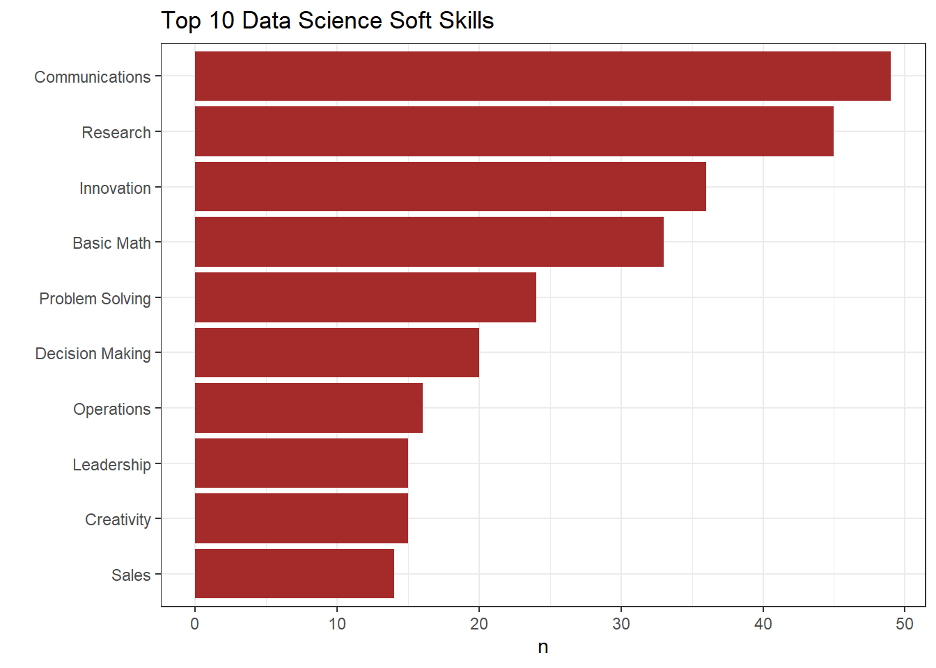 Top 10 Data Science Soft Skills
Communications
Research
Innovation
Basic Math
Problem Solving
Decision Making
Operations
Leadership
Creativity
Sales
0 10 20 30 40 50
n